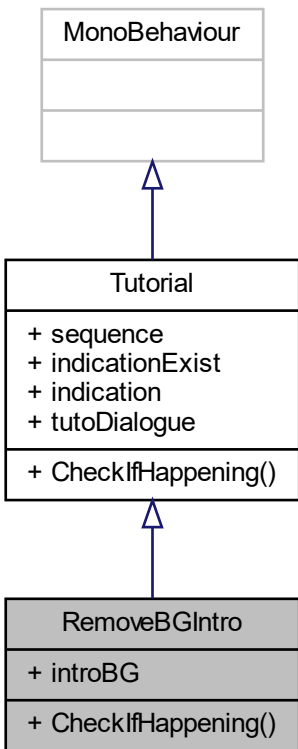 MonoBehaviour
Tutorial
+ sequence
+ indicationExist
+ indication
+ tutoDialogue
+ CheckIfHappening()
RemoveBGIntro
+ introBG
+ CheckIfHappening()